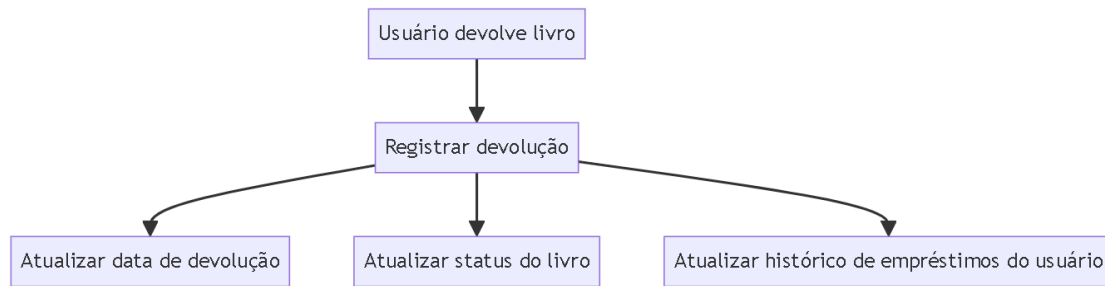 Usuário devolve livro
Registrar devolução
Atualizar data de devolução
Atualizar status do livro
Atualizar histórico de empréstimos do usuário